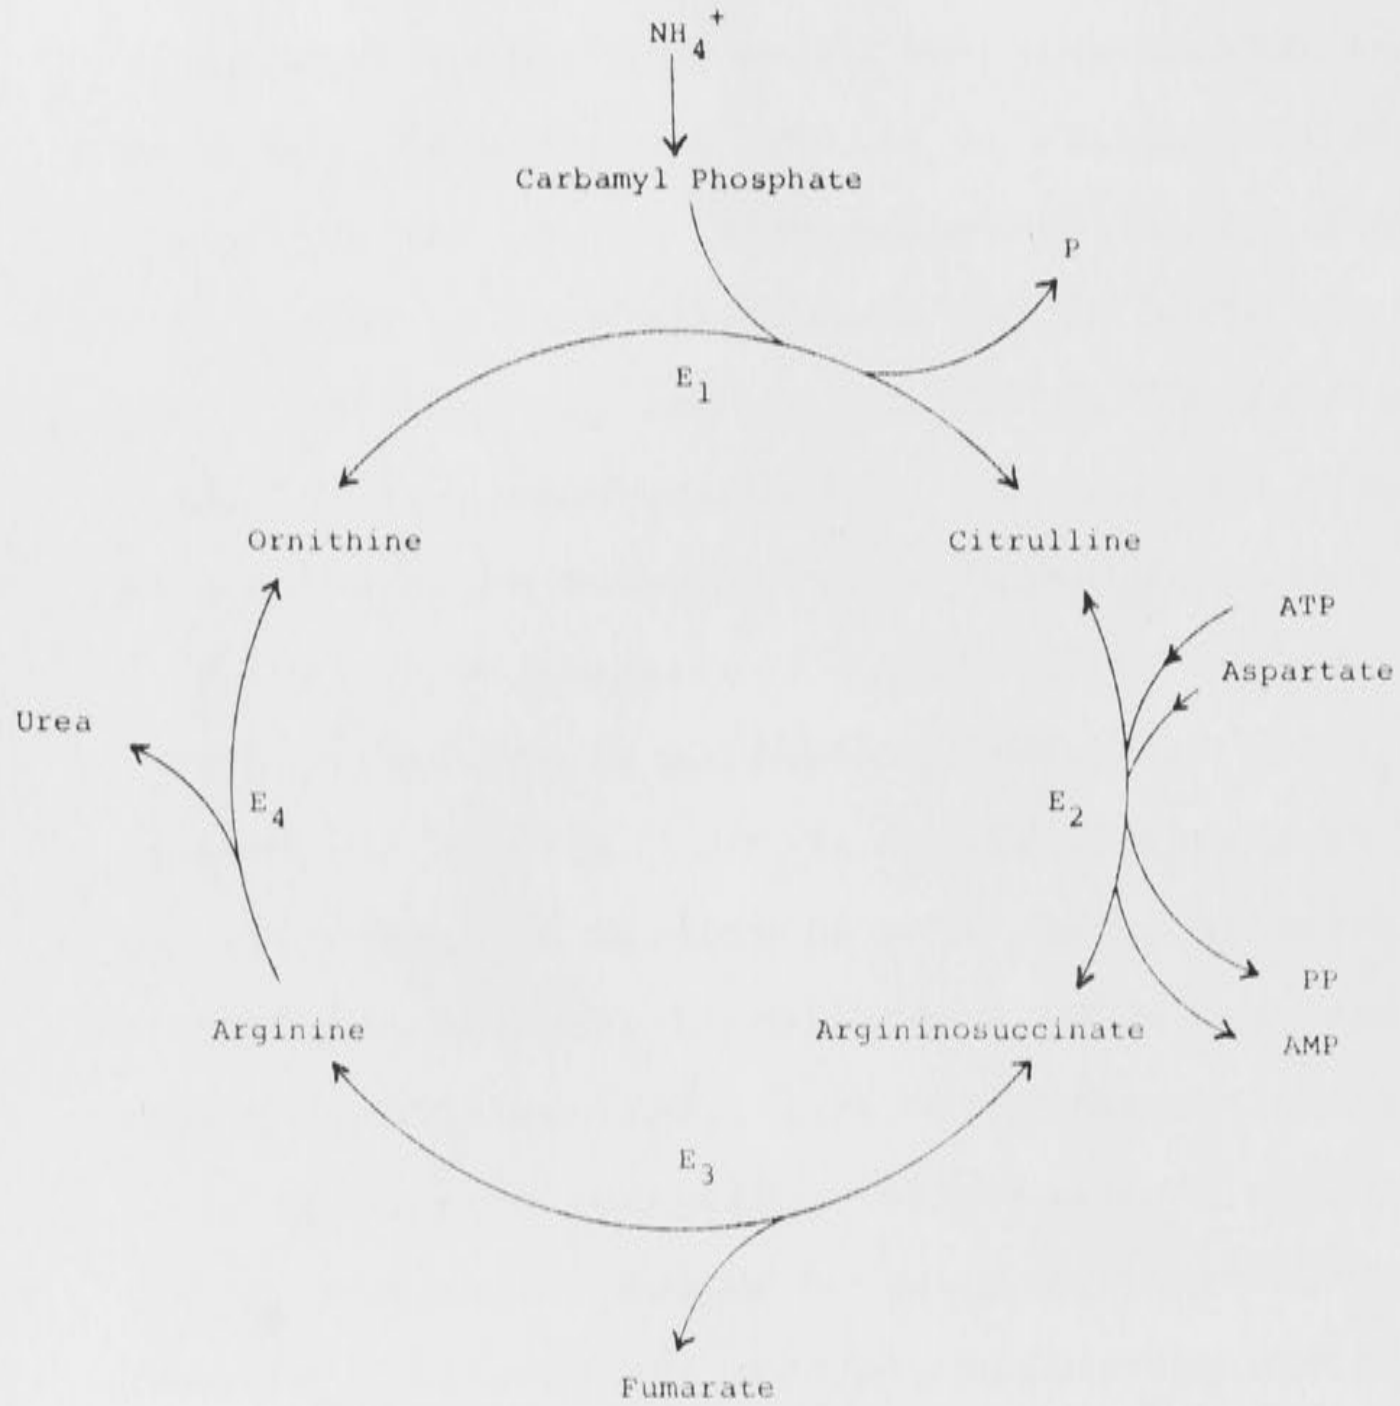 NH4+
Carbamyl Phosphate
P
E1
Ornithine
Citrulline
ATP
Aspartate
Urea
E4
E2
PP
Arginine
Argininosuccinate
AMP
E3
Fumarate